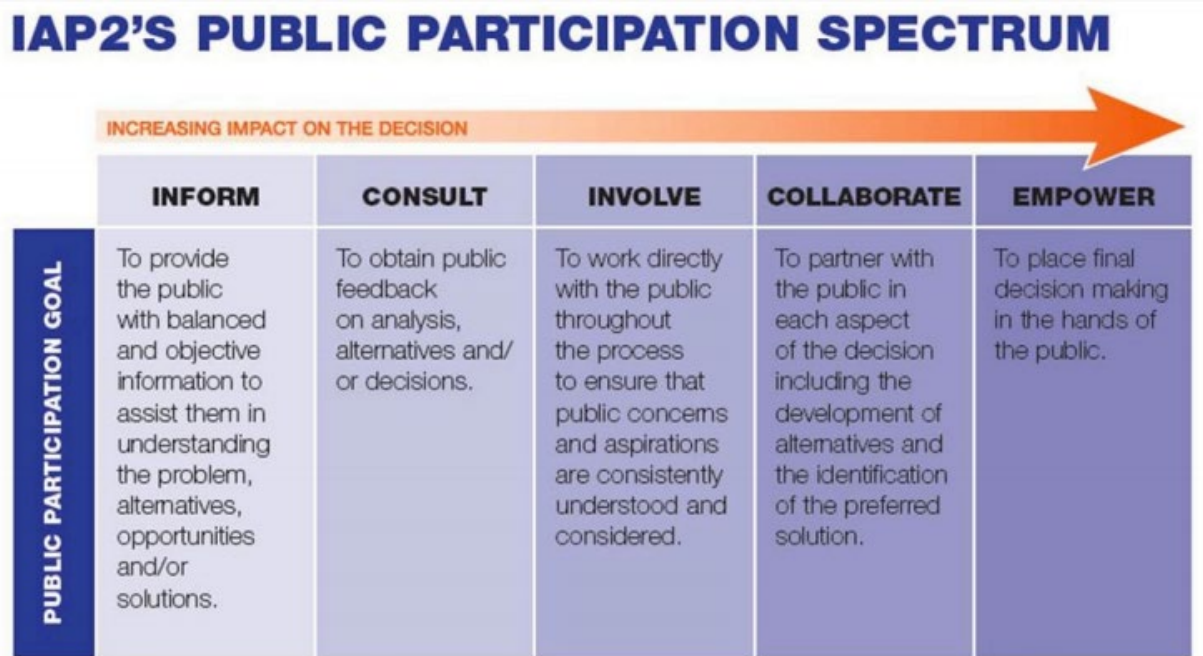 IAP2'S PUBLIC PARTICIPATION SPECTRUM
INCREASING IMPACT ON THE DECISION
INFORM
CONSULT
INVOLVE
COLLABORATE
EMPOWER
PUBLIC PARTICIPATION GOAL
To provide
the public
with balanced
and objective
information to
assist them in
understanding
the problem,
alternatives,
opportunities
and/or
solutions.
To obtain public
feedback
on analysis,
alternatives and/
or decisions.
To work directly
with the public
throughout
the process
to ensure that
public concerns
and aspirations
are consistently
understood and
considered.
To partner with
the public in
each aspect
of the decision
including the
development of
alternatives and
the identification
of the preferred
solution.
To place final
decision making
in the hands of
the public.